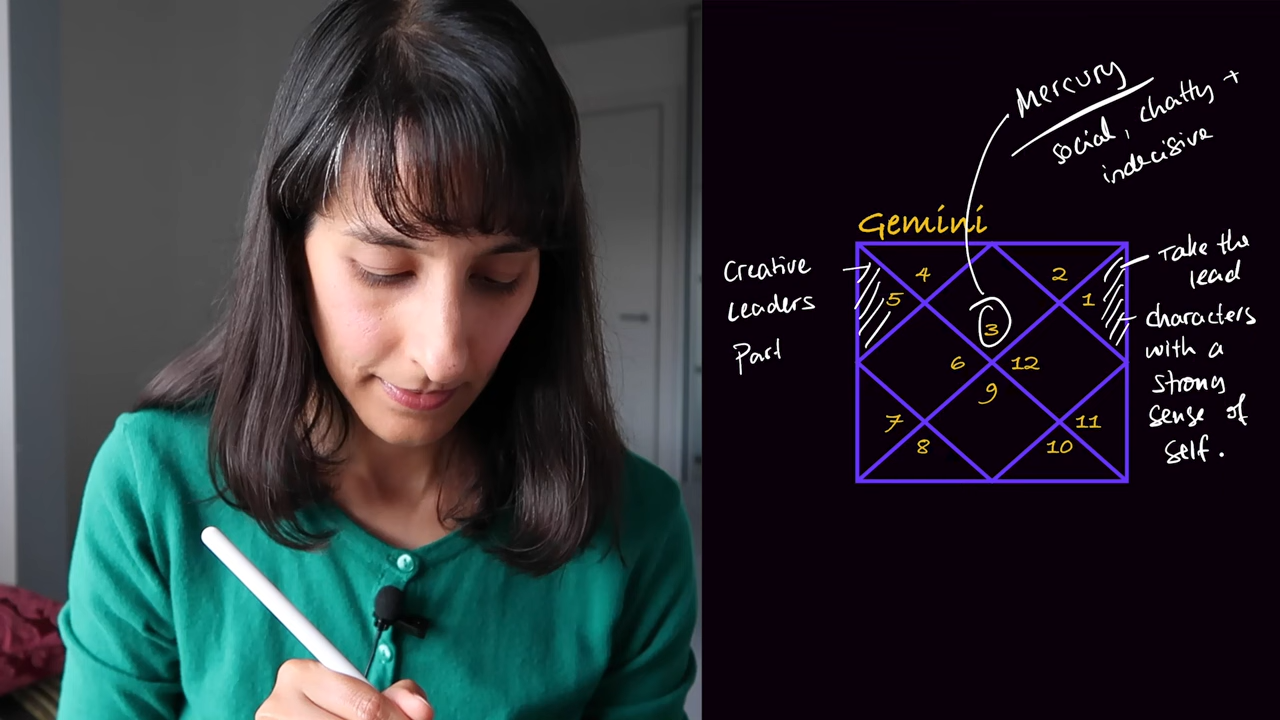 Mercury
social, chatty +
indecisive
Gemini
Creative
Leaders
Part
4
5
3
2
1
6
12
9
7
8
11
10
Take the
lead
characters
with a
strong
sense of
self.